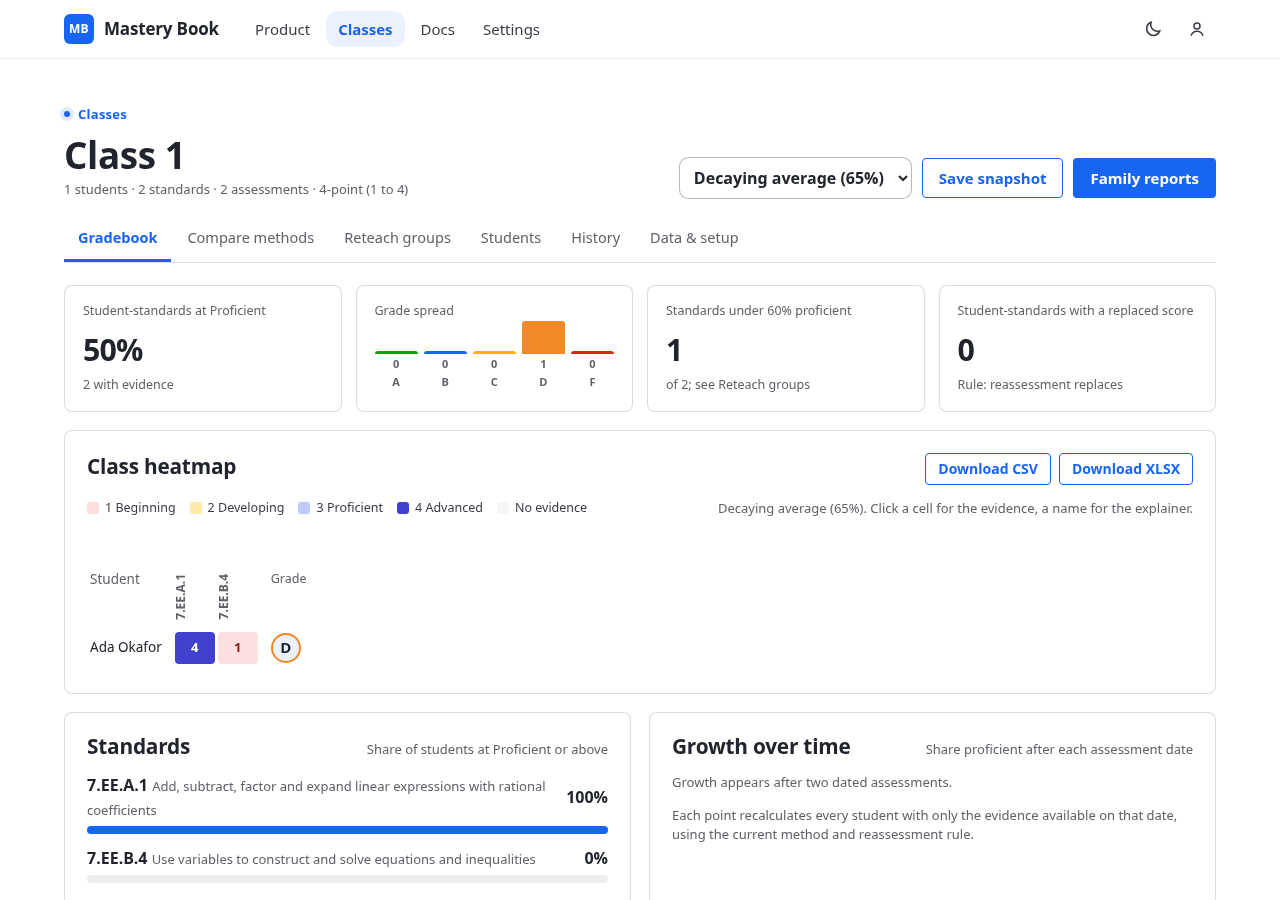 MB Mastery Book Product Classes Docs Settings
Classes
Class 1
1 students · 2 standards · 2 assessments · 4-point (1 to 4)
Decaying average (65%) Save snapshot Family reports
Gradebook Compare methods Reteach groups Students History Data & setup
Student-standards at Proficient
50%
2 with evidence
Grade spread
0 0 0 1 0
A B C D F
Standards under 60% proficient
1
of 2; see Reteach groups
Student-standards with a replaced score
0
Rule: reassessment replaces
Class heatmap
Download CSV Download XLSX
1 Beginning 2 Developing 3 Proficient 4 Advanced No evidence
Decaying average (65%). Click a cell for the evidence, a name for the explainer.
Student 7.EE.A.1 7.EE.B.4 Grade
Ada Okafor 4 1 D
Standards
Share of students at Proficient or above
7.EE.A.1 Add, subtract, factor and expand linear expressions with rational
coefficients
100%
7.EE.B.4 Use variables to construct and solve equations and inequalities 0%
Growth over time
Share proficient after each assessment date
Growth appears after two dated assessments.
Each point recalculates every student with only the evidence available on that date,
using the current method and reassessment rule.